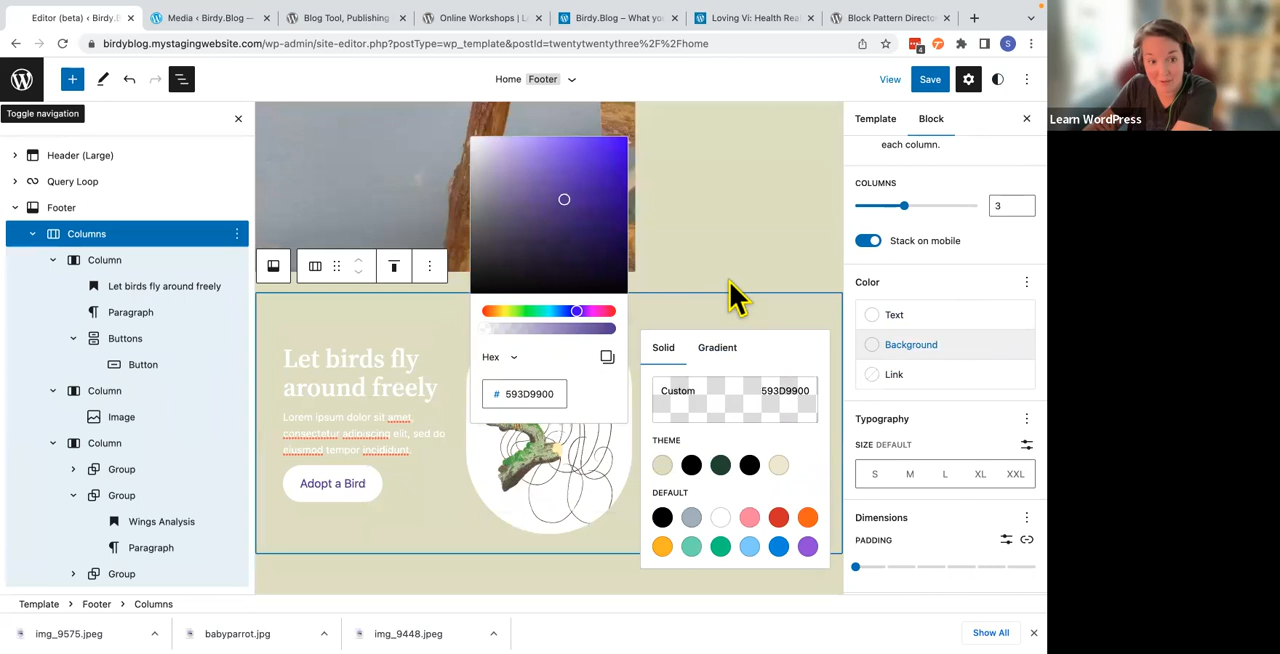 Editor (beta) ‹ Birdy.B
Media ‹ Birdy.Blog —
Blog Tool, Publishing
Online Workshops | L
Birdy.Blog – What yo
Loving Vi: Health Rea
Block Pattern Direct
birdyblog.mystagingwebsite.com/wp-admin/site-editor.php?postType=wp_template&postId=twentytwentythree%2F%2Fhome
4
S
Home Footer
View
Save
Learn WordPress
Toggle navigation
Header (Large)
Query Loop
Footer
Columns
Column
Let birds fly around freely
Paragraph
Buttons
Button
Column
Image
Column
Group
Group
Wings Analysis
Paragraph
Group
Let birds fly
around freely
Lorem ipsum dolor sit amet,
consectetur adipiscing elit, sed do
eiusmod tempor incididunt.
Adopt a Bird
Hex
# 593D9900
Solid
Gradient
Custom
593D9900
THEME
DEFAULT
Template
Block
each column.
COLUMNS
3
Stack on mobile
Color
Text
Background
Link
Typography
SIZE DEFAULT
S
M
L
XL
XXL
Dimensions
PADDING
Template
Footer
Columns
img_9575.jpeg
babyparrot.jpg
img_9448.jpeg
Show All